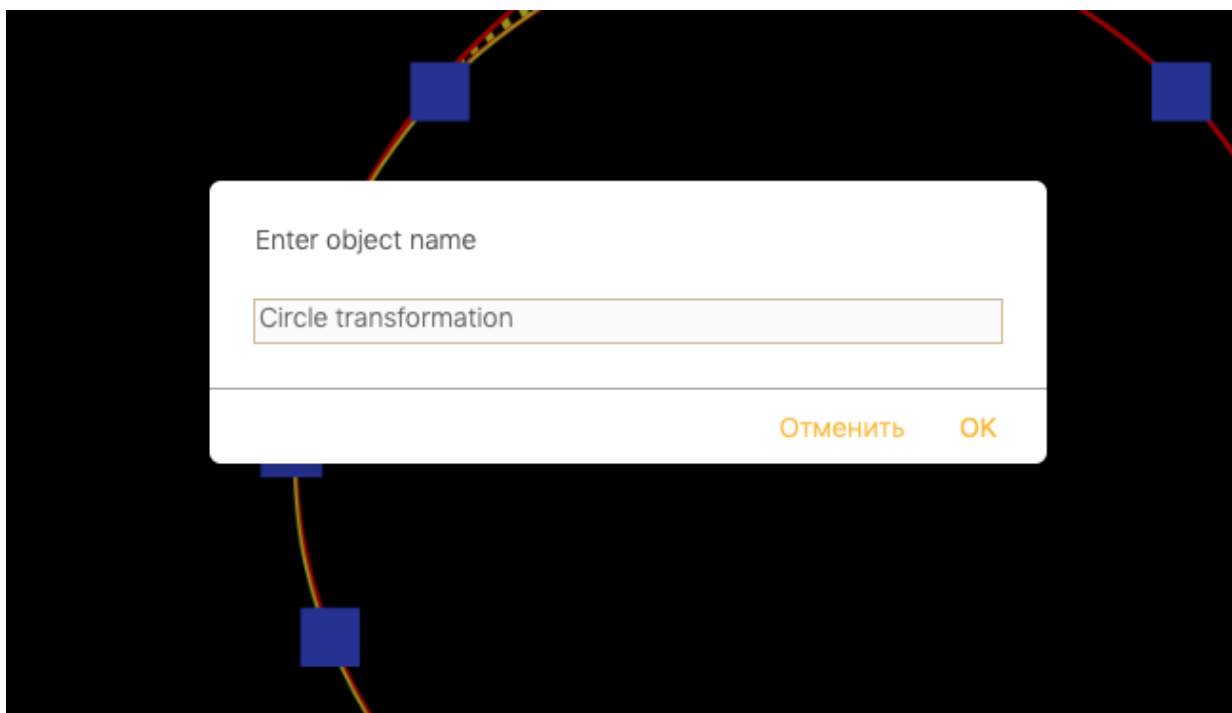 Enter object name
Circle transformation
Отменить OK